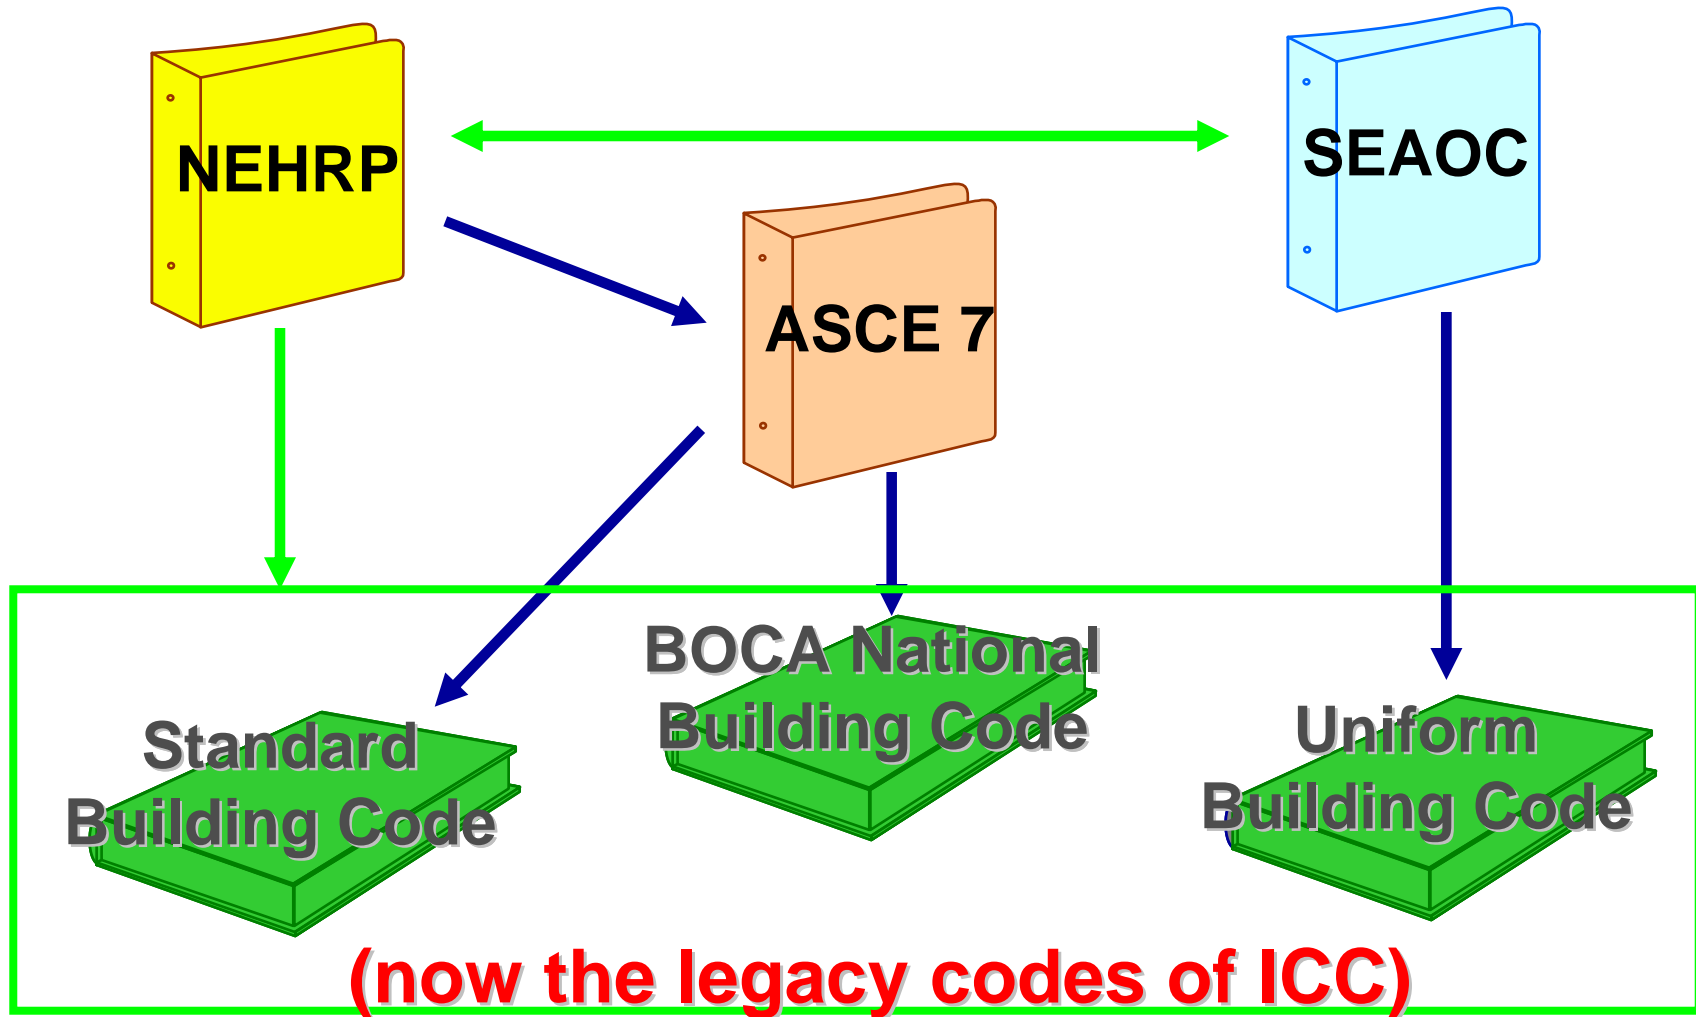 NEHRP
SEAOC
ASCE 7
BOCA National
Building Code
Standard
Building Code
Uniform
Building Code
(now the legacy codes of ICC)